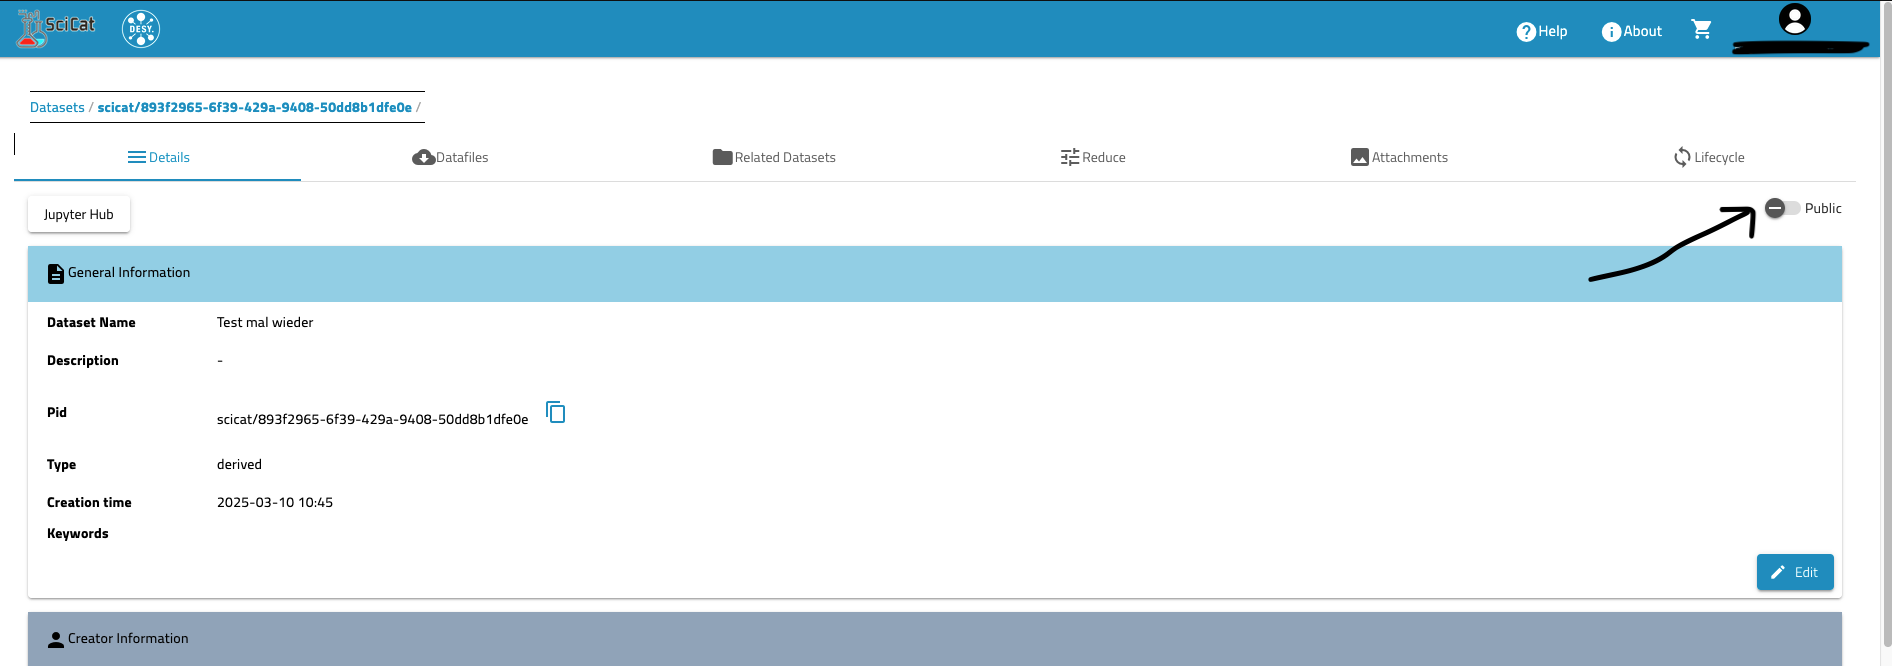 SciCat
DESY.
Help
About
Datasets / scicat/893f2965-6f39-429a-9408-50dd8b1dfe0e /
Details
Datafiles
Related Datasets
Reduce
Attachments
Lifecycle
Jupyter Hub
Public
General Information
Dataset Name Test mal wieder
Description -
Pid scicat/893f2965-6f39-429a-9408-50dd8b1dfe0e
Type derived
Creation time 2025-03-10 10:45
Keywords
Edit
Creator Information